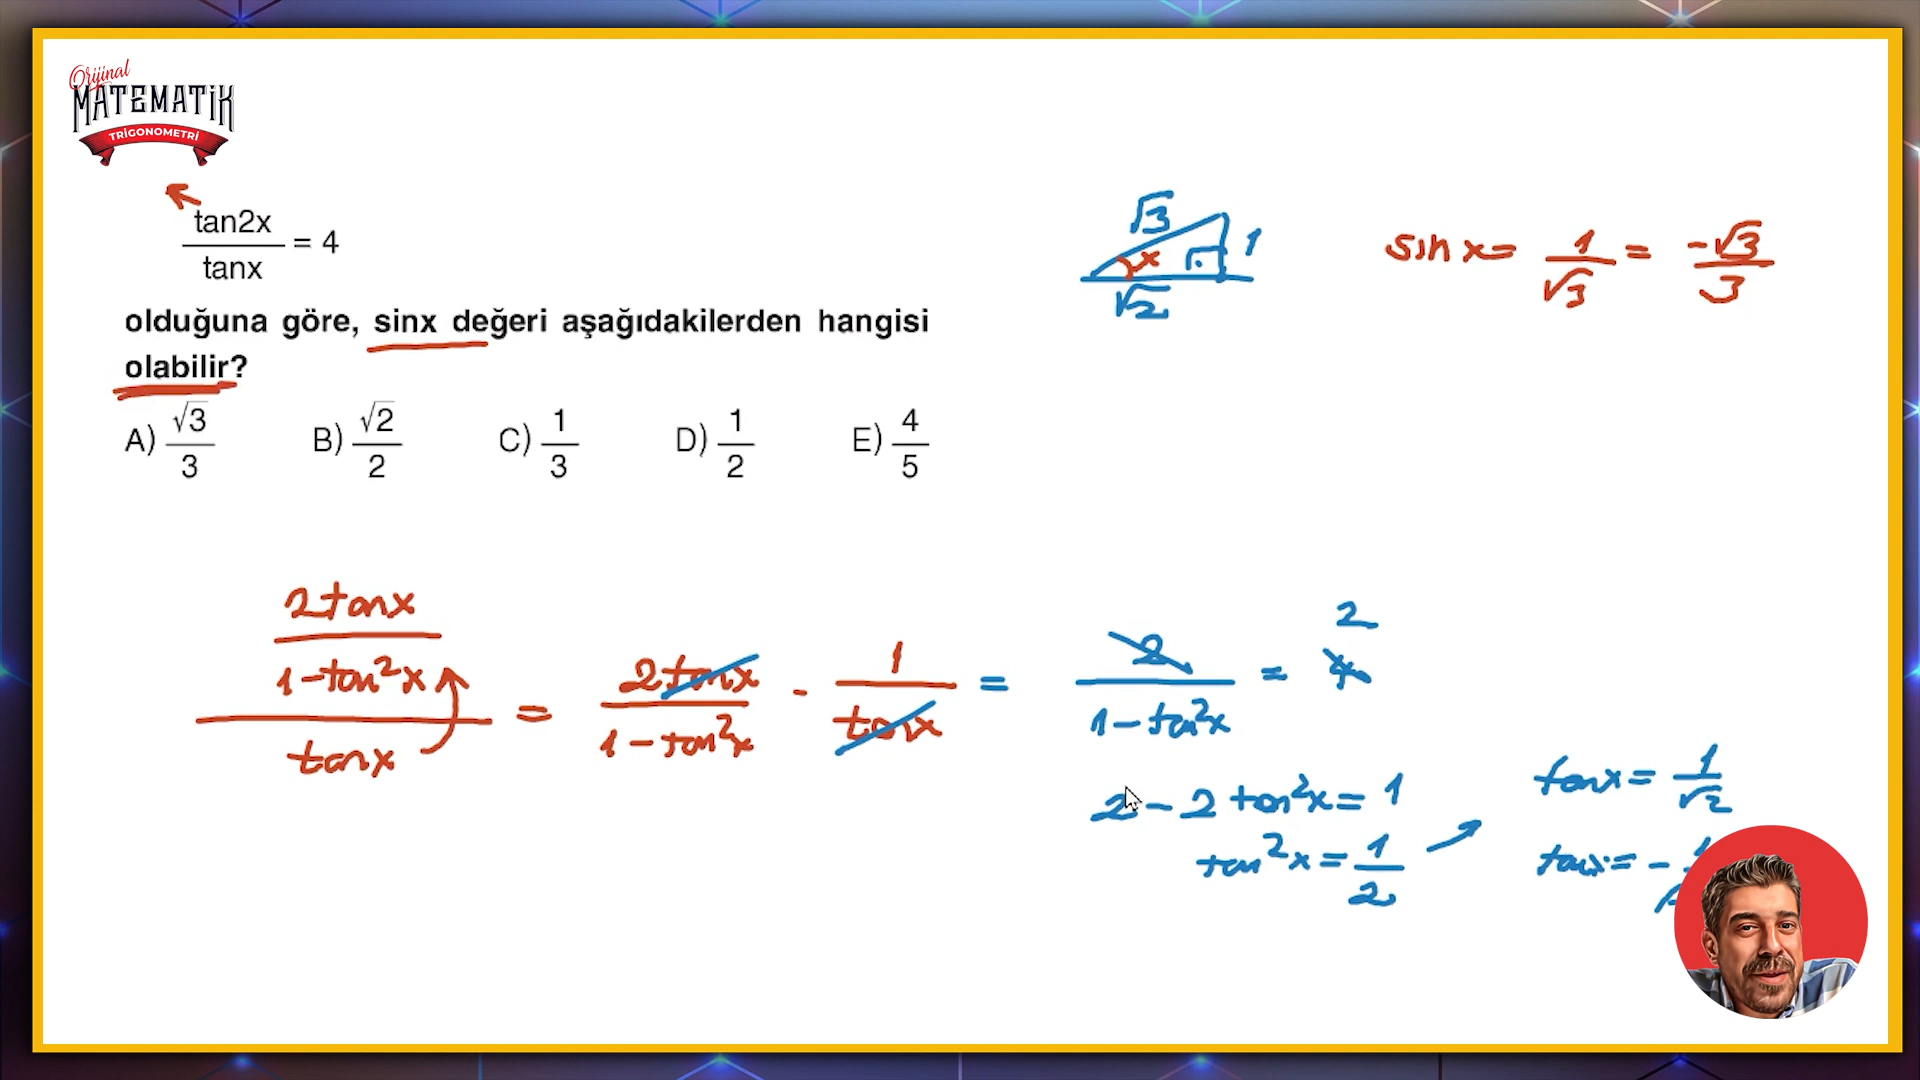 Orijinal
MATEMATİK
TRİGONOMETRİ
tan2x
tanx
= 4
olduğuna göre, sinx değeri aşağıdakilerden hangisi
olabilir?
A) √3/3 B) √2/2 C) 1/3 D) 1/2 E) 4/5
√3
1
x
√2
sin x = 1/√3 = -√3/3
2tanx
1-tan²x
tanx
= 2tanx/1-tan²x · 1/tanx = 2/1-tan²x = 4
2
2-2tan²x=1
tan²x=1/2
tanx=1/√2
tanx=-